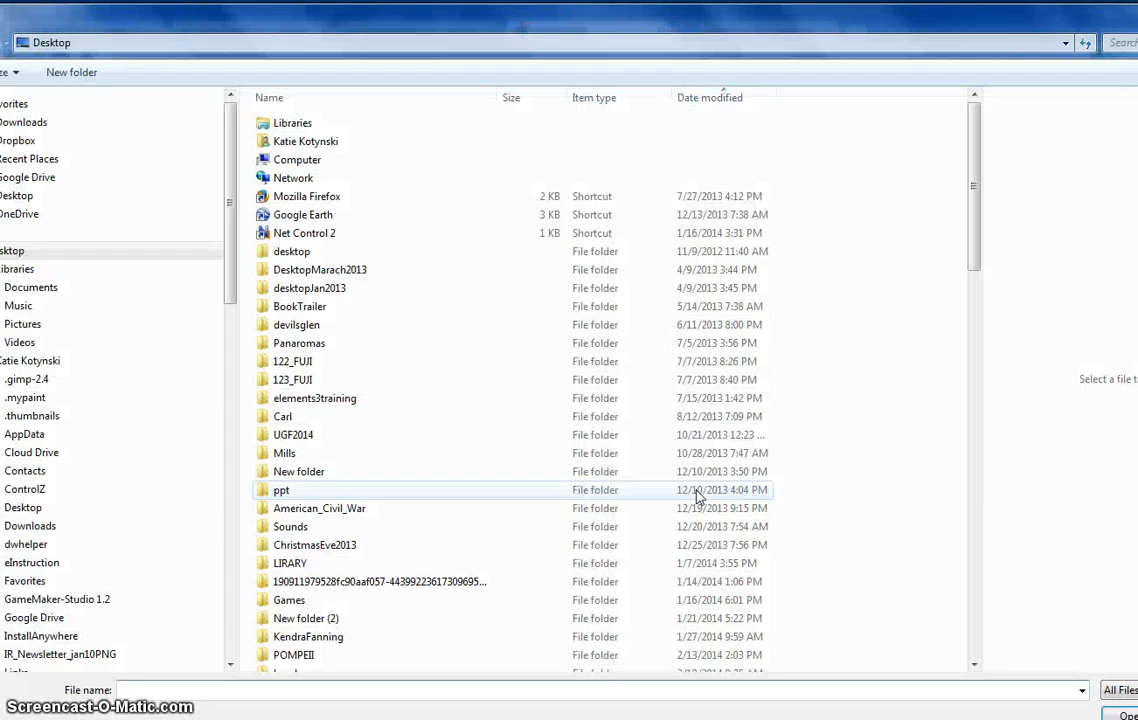 Desktop
Search
ze New folder
Name Size Item type Date modified
vorites
Downloads
Dropbox
Recent Places
Google Drive
Desktop
OneDrive
sktop
Libraries
Documents
Music
Pictures
Videos
Katie Kotynski
.gimp-2.4
.mypaint
.thumbnails
AppData
Cloud Drive
Contacts
ControlZ
Desktop
Downloads
dwhelper
eInstruction
Favorites
GameMaker-Studio 1.2
Google Drive
InstallAnywhere
IR_Newsletter_jan10PNG
Libraries
Katie Kotynski
Computer
Network
Mozilla Firefox 2 KB Shortcut 7/27/2013 4:12 PM
Google Earth 3 KB Shortcut 12/13/2013 7:38 AM
Net Control 2 1 KB Shortcut 1/16/2014 3:31 PM
desktop File folder 11/9/2012 11:40 AM
DesktopMarach2013 File folder 4/9/2013 3:44 PM
desktopJan2013 File folder 4/9/2013 3:45 PM
BookTrailer File folder 5/14/2013 7:38 AM
devilsglen File folder 6/11/2013 8:00 PM
Panaromas File folder 7/5/2013 3:56 PM
122_FUJI File folder 7/7/2013 8:26 PM
123_FUJI File folder 7/7/2013 8:40 PM
elements3training File folder 7/15/2013 1:42 PM
Carl File folder 8/12/2013 7:09 PM
UGF2014 File folder 10/21/2013 12:23 ...
Mills File folder 10/28/2013 7:47 AM
New folder File folder 12/10/2013 3:50 PM
ppt File folder 12/10/2013 4:04 PM
American_Civil_War File folder 12/19/2013 9:15 PM
Sounds File folder 12/20/2013 7:54 AM
ChristmasEve2013 File folder 12/25/2013 7:56 PM
LIRARY File folder 1/7/2014 3:55 PM
190911979528fc90aaf057-44399223617309695... File folder 1/14/2014 1:06 PM
Games File folder 1/16/2014 6:01 PM
New folder (2) File folder 1/21/2014 5:22 PM
KendraFanning File folder 1/27/2014 9:59 AM
POMPEII File folder 2/13/2014 2:03 PM
Select a file t
File name: All Files
Ope
Screencast-O-Matic.com